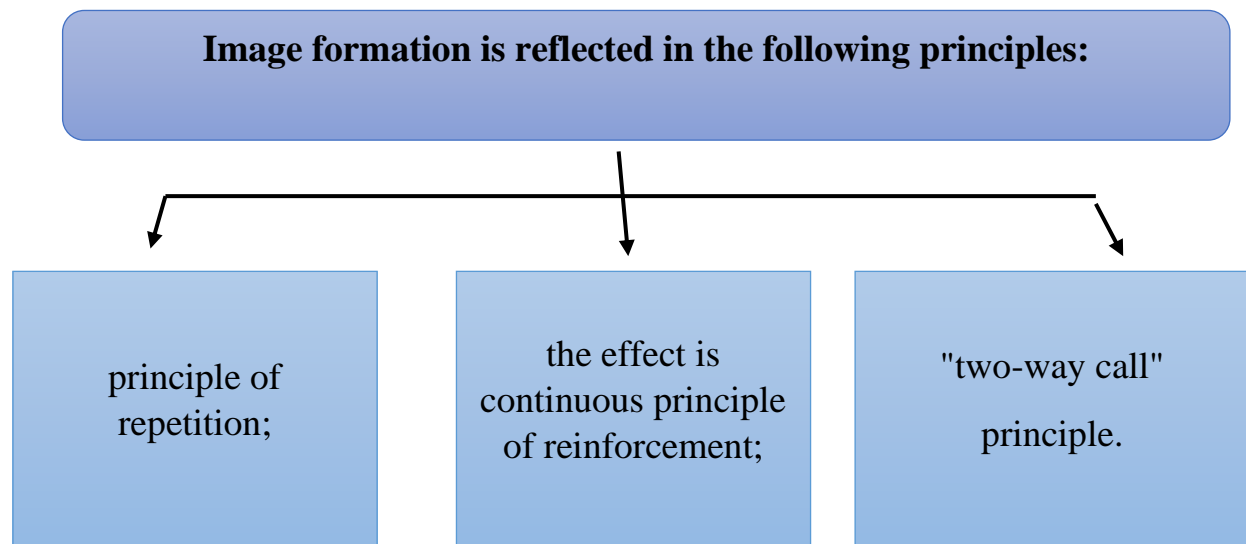 Image formation is reflected in the following principles:
principle of
repetition;
the effect is
continuous principle
of reinforcement;
"two-way call"
principle.